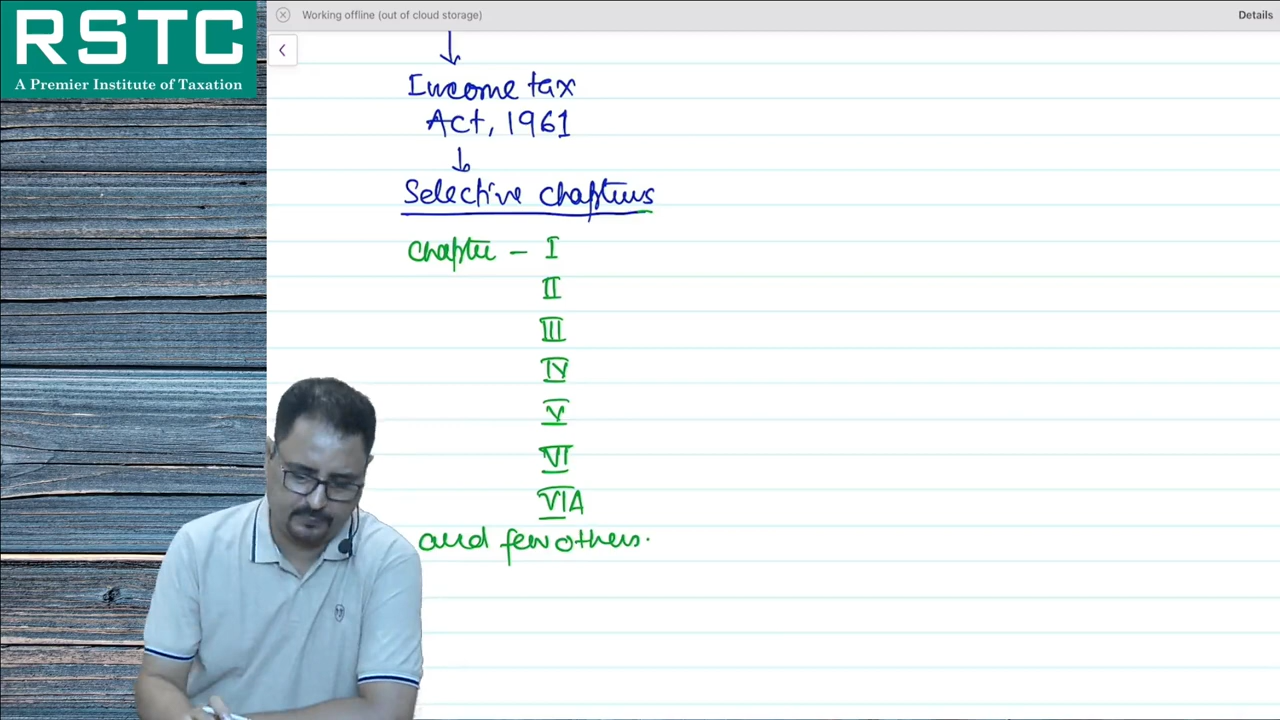 RSTC
A Premier Institute of Taxation
Working offline (out of cloud storage)
Details
Income tax
Act, 1961
Selective chapters
Chapter - I
II
III
IV
V
VI
VIA
and few others.